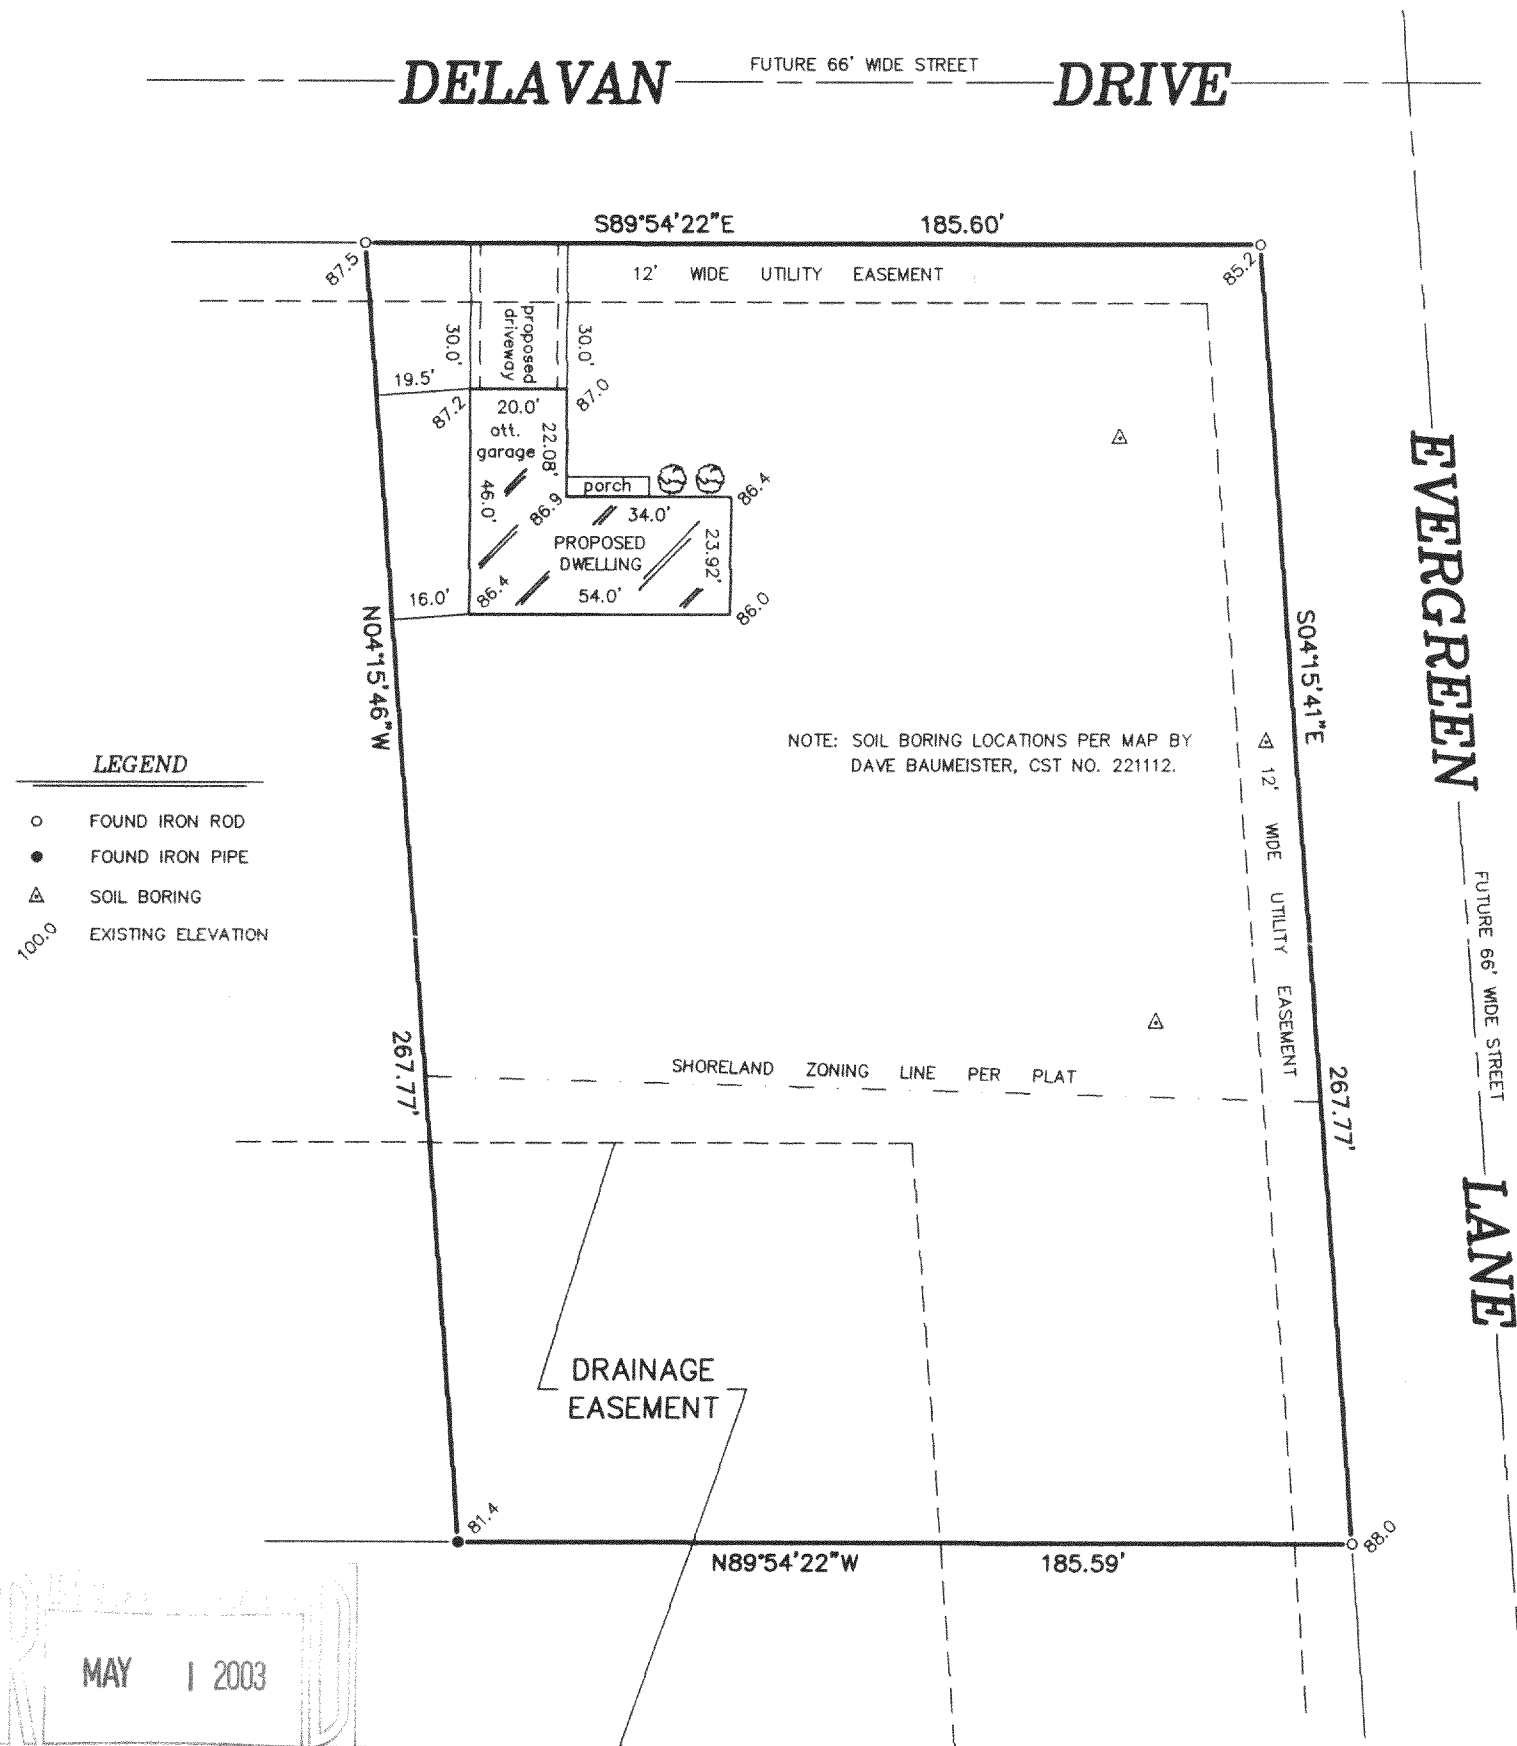 DELAVAN DRIVE
FUTURE 66' WIDE STREET
S89°54'22"E 185.60'
87.5
85.2
12' WIDE UTILITY EASEMENT
30.0'
proposed
driveway
30.0'
19.5'
87.2
87.0
20.0'
att.
garage
22.08'
46.0'
porch
86.9
86.4
34.0'
PROPOSED
DWELLING
23.92'
16.0'
86.4
54.0'
86.0
N04°15'46"W
267.77'
S04°15'41"E
267.77'
EVERGREEN LANE
FUTURE 66' WIDE STREET
NOTE: SOIL BORING LOCATIONS PER MAP BY
DAVE BAUMEISTER, CST NO. 221112.
12' WIDE UTILITY EASEMENT
LEGEND
FOUND IRON ROD
FOUND IRON PIPE
SOIL BORING
100.0 EXISTING ELEVATION
SHORELAND ZONING LINE PER PLAT
DRAINAGE
EASEMENT
81.4
88.0
N89°54'22"W 185.59'
MAY 1 2003